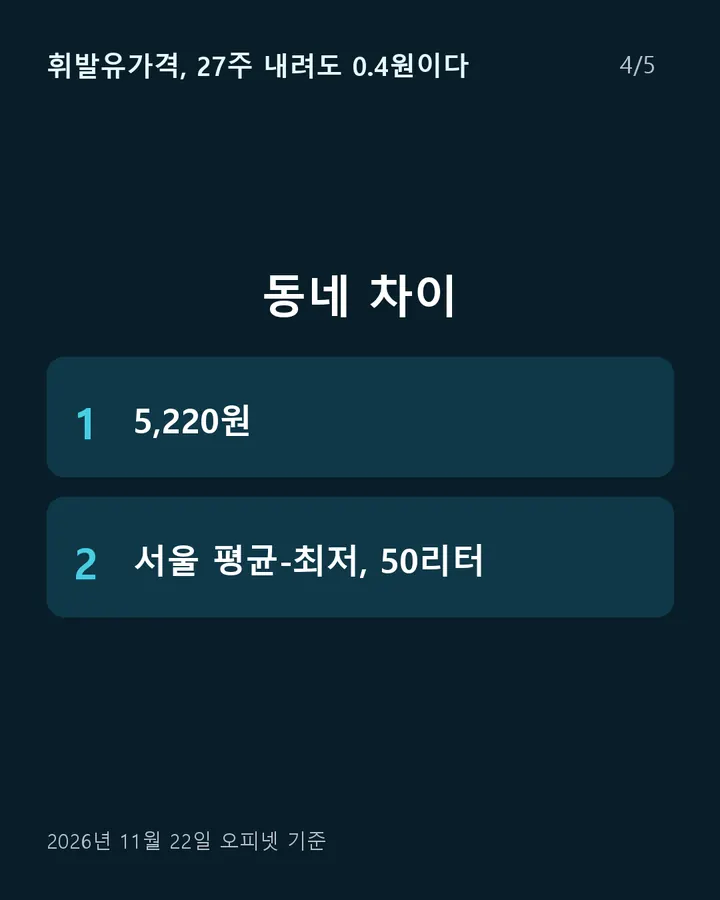 휘발유가격, 27주 내려도 0.4원이다
4/5
동네 차이
1 5,220원
2 서울 평균-최저, 50리터
2026년 11월 22일 오피넷 기준